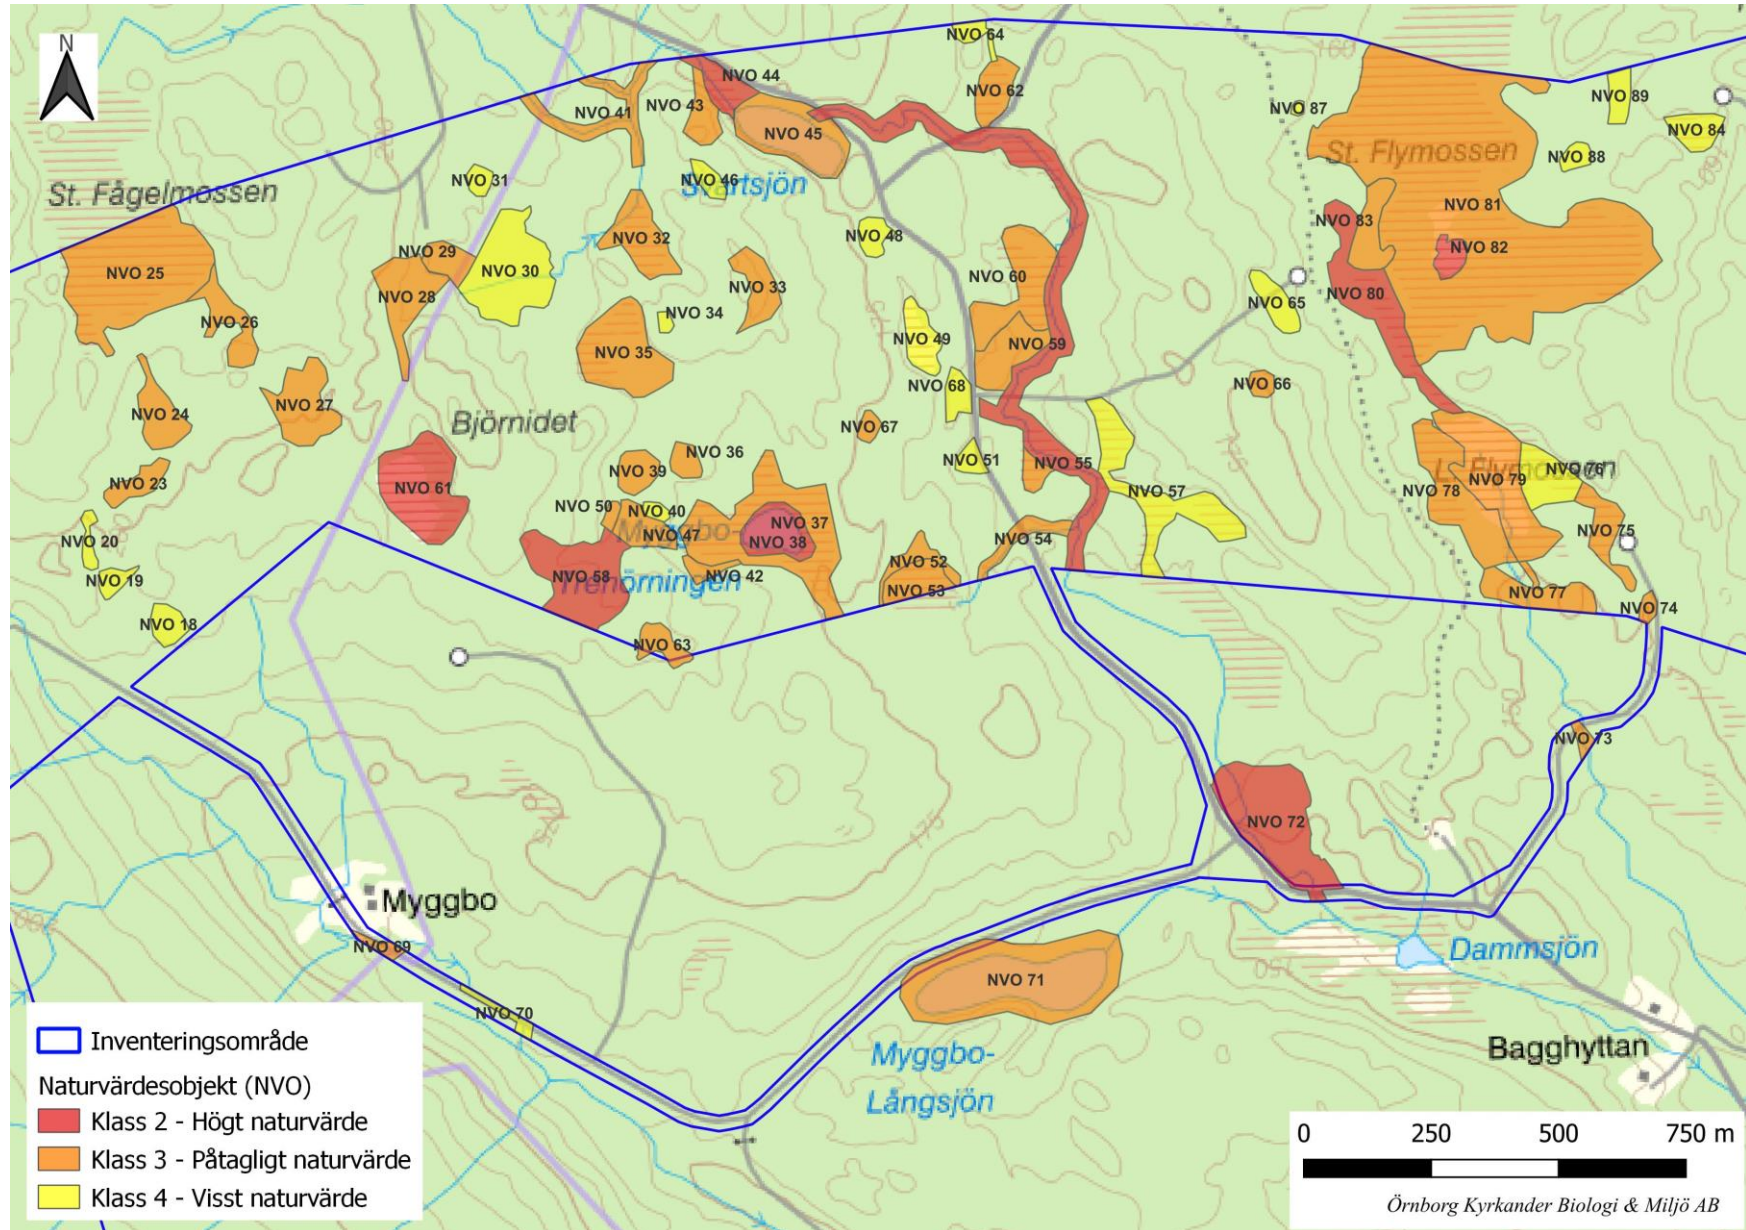 N
NVO 64
NVO 44
NVO 62
NVO 43
NVO 41
NVO 45
NVO 87
NVO 89
NVO 84
St. Flymossen
NVO 88
St. Fågelmossen
NVO 31
NVO 46
Svartsjön
NVO 81
NVO 83
NVO 82
NVO 32
NVO 48
NVO 29
NVO 30
NVO 25
NVO 60
NVO 28
NVO 33
NVO 80
NVO 65
NVO 34
NVO 26
NVO 49
NVO 59
NVO 35
NVO 68
NVO 66
NVO 27
NVO 24
Björnidet
NVO 67
NVO 36
NVO 51
NVO 55
NVO 39
NVO 76
L. Flymossen
NVO 79
NVO 23
NVO 61
NVO 78
NVO 57
NVO 50
NVO 40
NVO 37
NVO 47
NVO 75
NVO 20
NVO 38
NVO 54
Myggbo-
Trehörningen
NVO 52
NVO 42
NVO 58
NVO 19
NVO 53
NVO 77
NVO 74
NVO 18
NVO 63
175
NVO 73
NVO 72
Myggbo
NVO 69
Dammsjön
150
NVO 71
NVO 70
Myggbo-
Långsjön
Bagghyttan
Inventeringsområde
Naturvärdesobjekt (NVO)
Klass 2 - Högt naturvärde
Klass 3 - Påtagligt naturvärde
Klass 4 - Visst naturvärde
0 250 500 750 m
Örnborg Kyrkander Biologi & Miljö AB